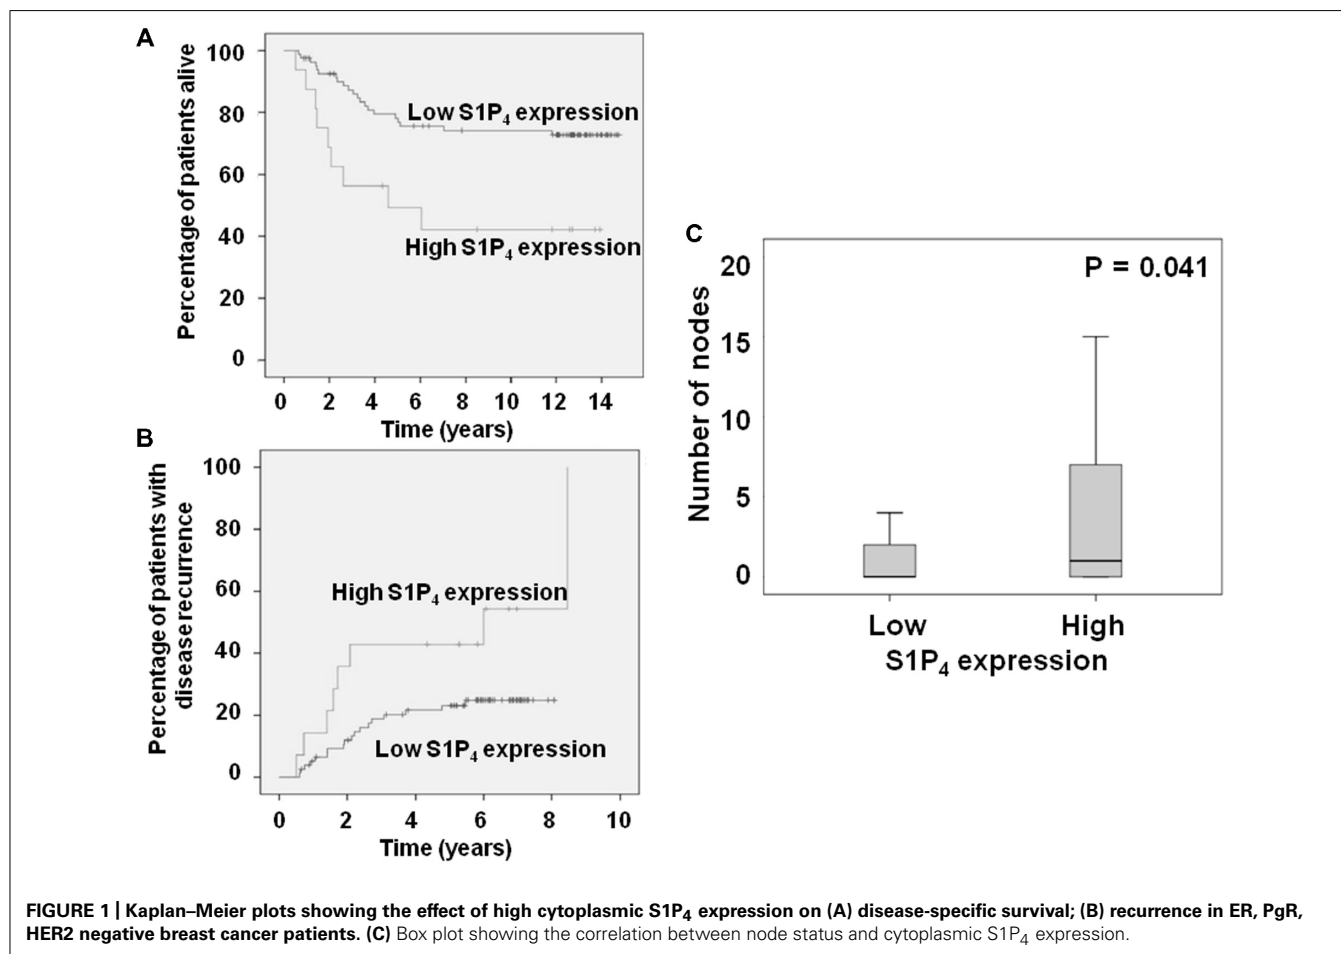 A
Percentage of patients alive
100
80
60
40
20
0
Low S1P₄ expression
High S1P₄ expression
0 2 4 6 8 10 12 14
Time (years)
B
Percentage of patients with
disease recurrence
100
80
60
40
20
0
High S1P₄ expression
Low S1P₄ expression
0 2 4 6 8 10
Time (years)
C
Number of nodes
20
15
10
5
0
P = 0.041
Low High
S1P₄ expression
FIGURE 1 | Kaplan–Meier plots showing the effect of high cytoplasmic S1P₄ expression on (A) disease-specific survival; (B) recurrence in ER, PgR,
HER2 negative breast cancer patients. (C) Box plot showing the correlation between node status and cytoplasmic S1P₄ expression.